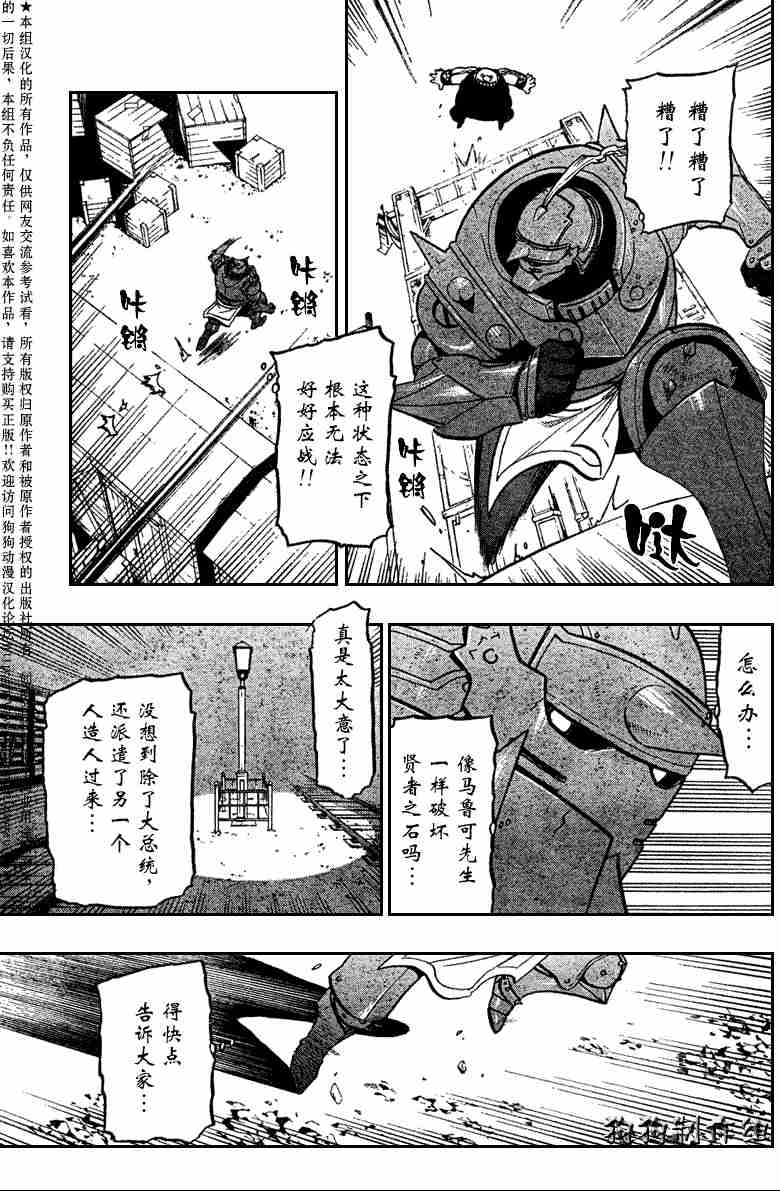 糟了糟了
糟了!!
这种状态之下
根本无法
好好应战!!
咔
锵
咔
锵
咔
锵
哒
怎么办…
像马鲁可先生
一样破坏
贤者之石吗…
真是
太大意了…
没想到除了大总统，
还派遣了另一个
人造人过来…
得快点
告诉大家…
★本组汉化的所有作品，仅供网友交流参考试看，所有版权归原作者和被原作者授权的出版社所有
的一切后果，本组不负任何责任。如喜欢本作品，请支持购买正版!!欢迎访问狗狗动漫汉化论
狗狗制作组